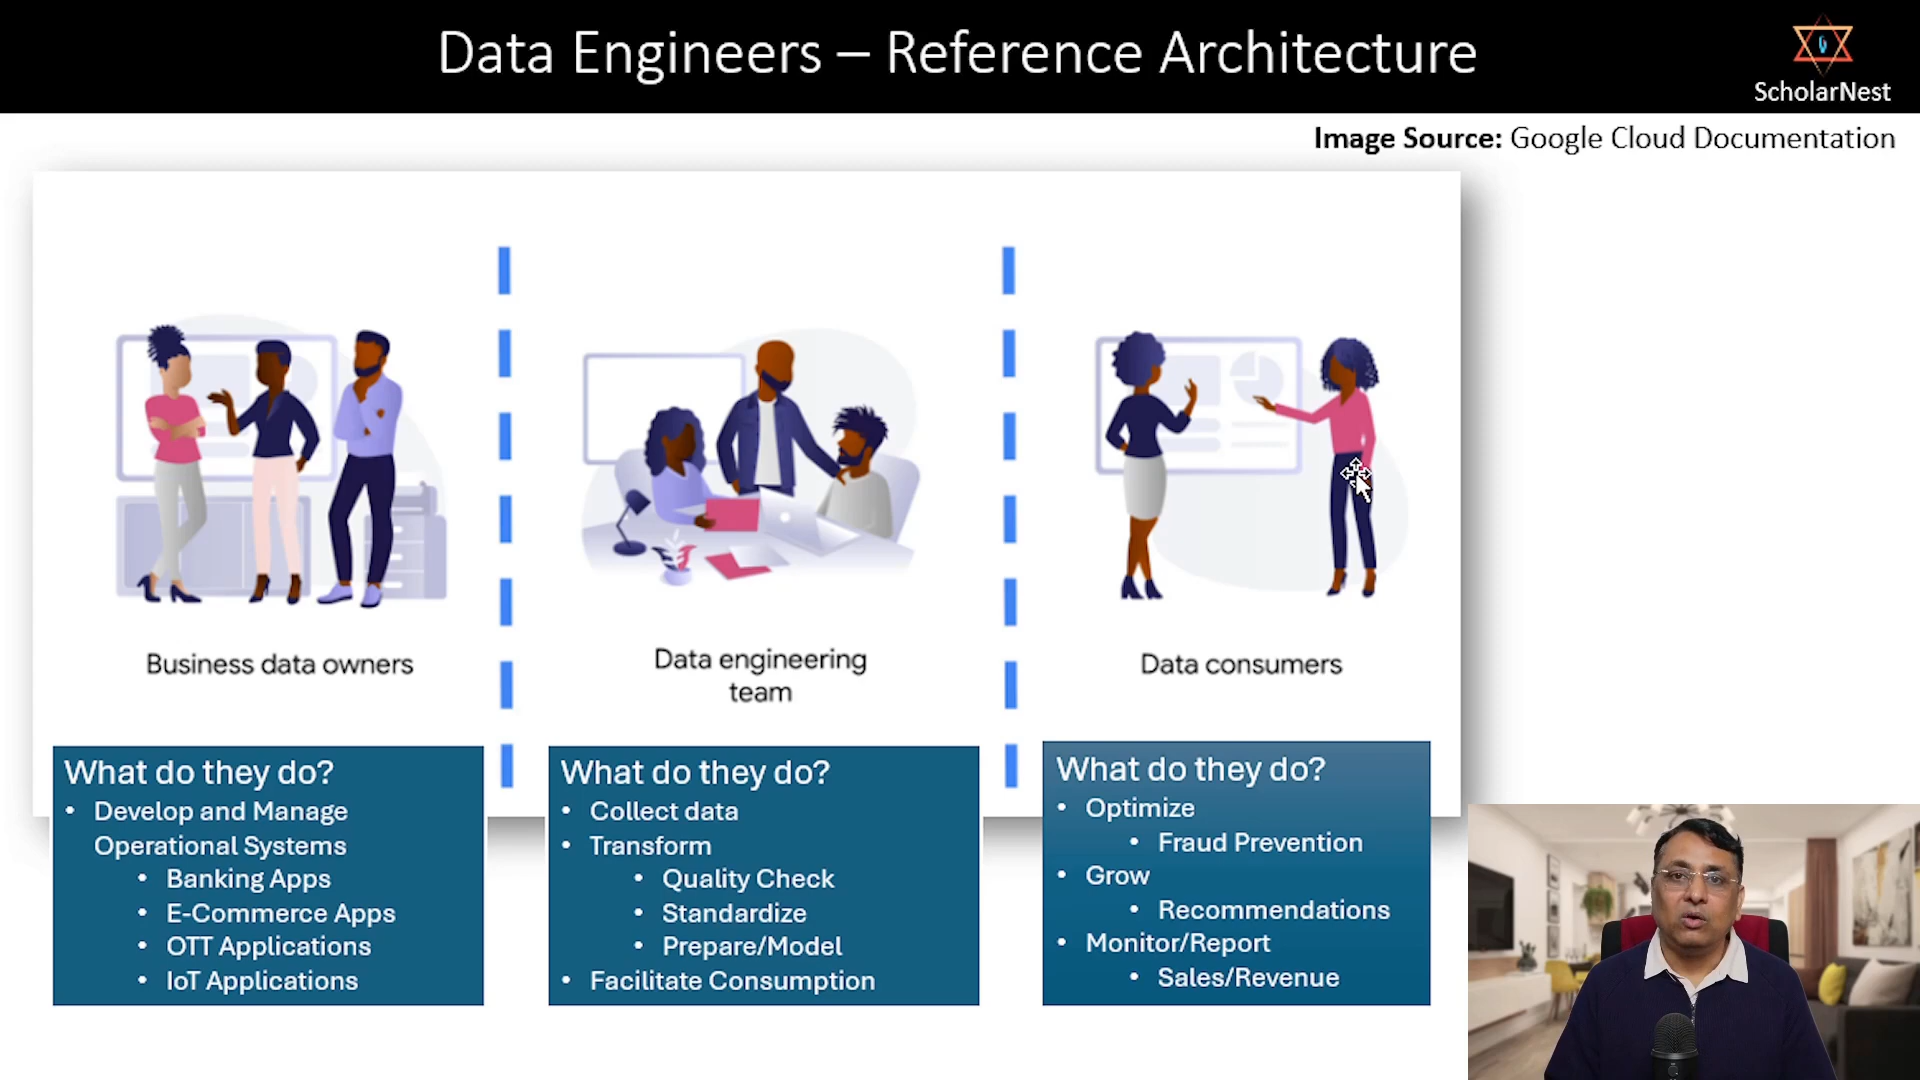 Data Engineers – Reference Architecture
ScholarNest
Image Source: Google Cloud Documentation
Business data owners
Data engineering
team
Data consumers
What do they do?
• Develop and Manage
Operational Systems
• Banking Apps
• E-Commerce Apps
• OTT Applications
• IoT Applications
What do they do?
• Collect data
• Transform
• Quality Check
• Standardize
• Prepare/Model
• Facilitate Consumption
What do they do?
• Optimize
• Fraud Prevention
• Grow
• Recommendations
• Monitor/Report
• Sales/Revenue